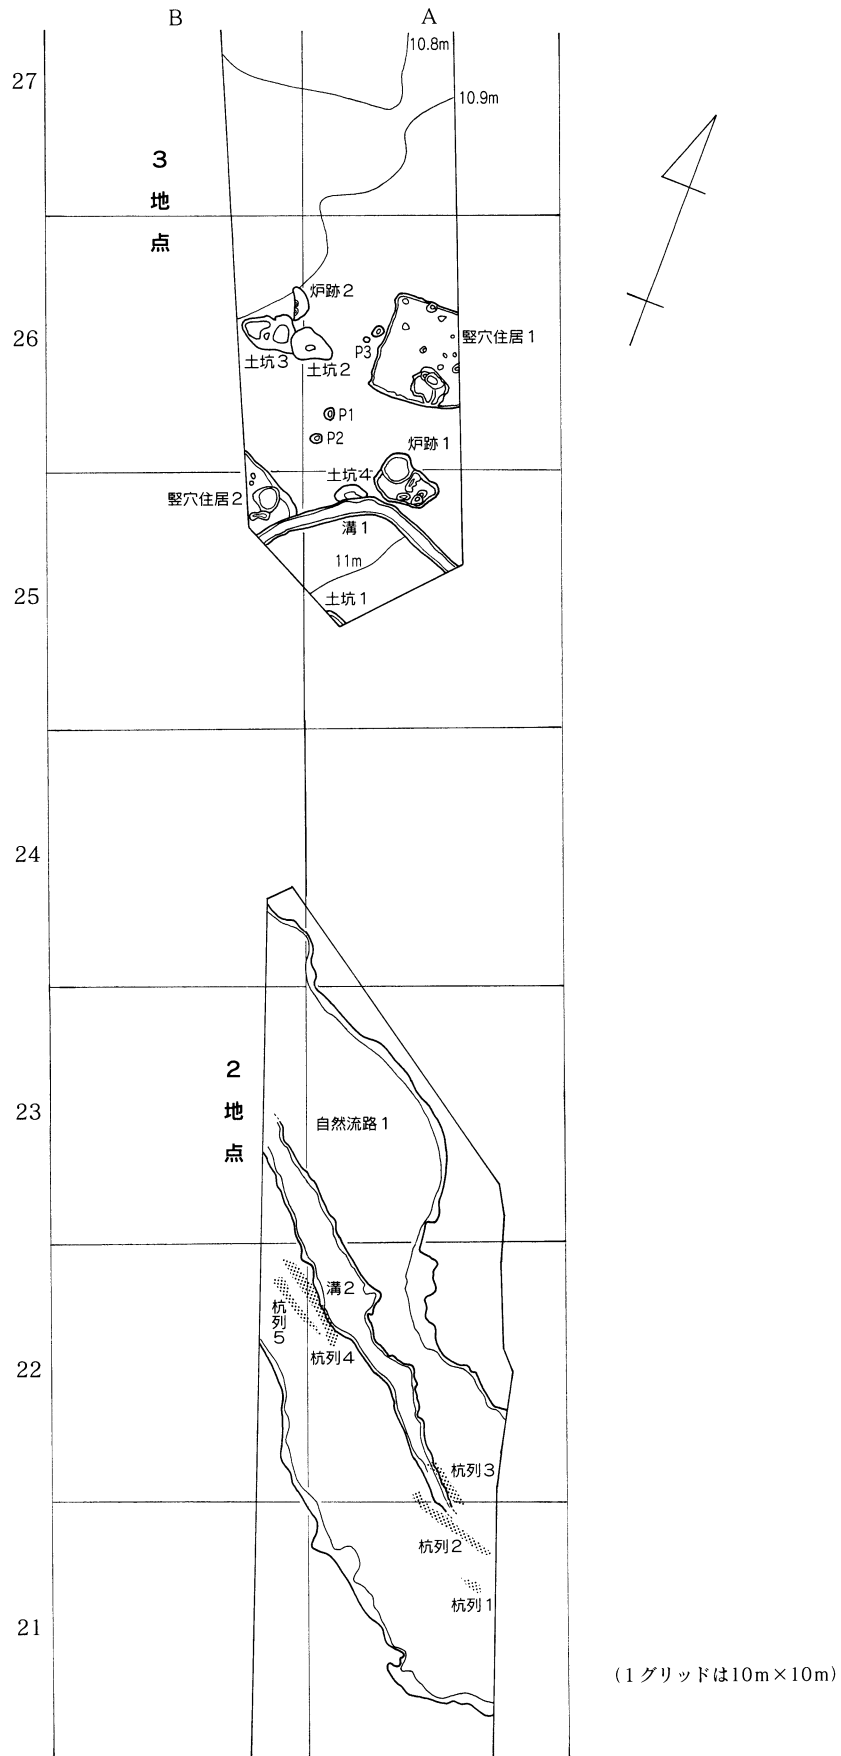 B
A
10.8m
27
10.9m
3地点
炉跡2
26
竪穴住居1
土坑3
P3
土坑2
P1
P2
炉跡1
土坑4
竪穴住居2
溝1
11m
25
土坑1
24
2地点
23
自然流路1
溝2
杭列5
杭列4
22
杭列3
杭列2
杭列1
21
(1グリッドは10m×10m)